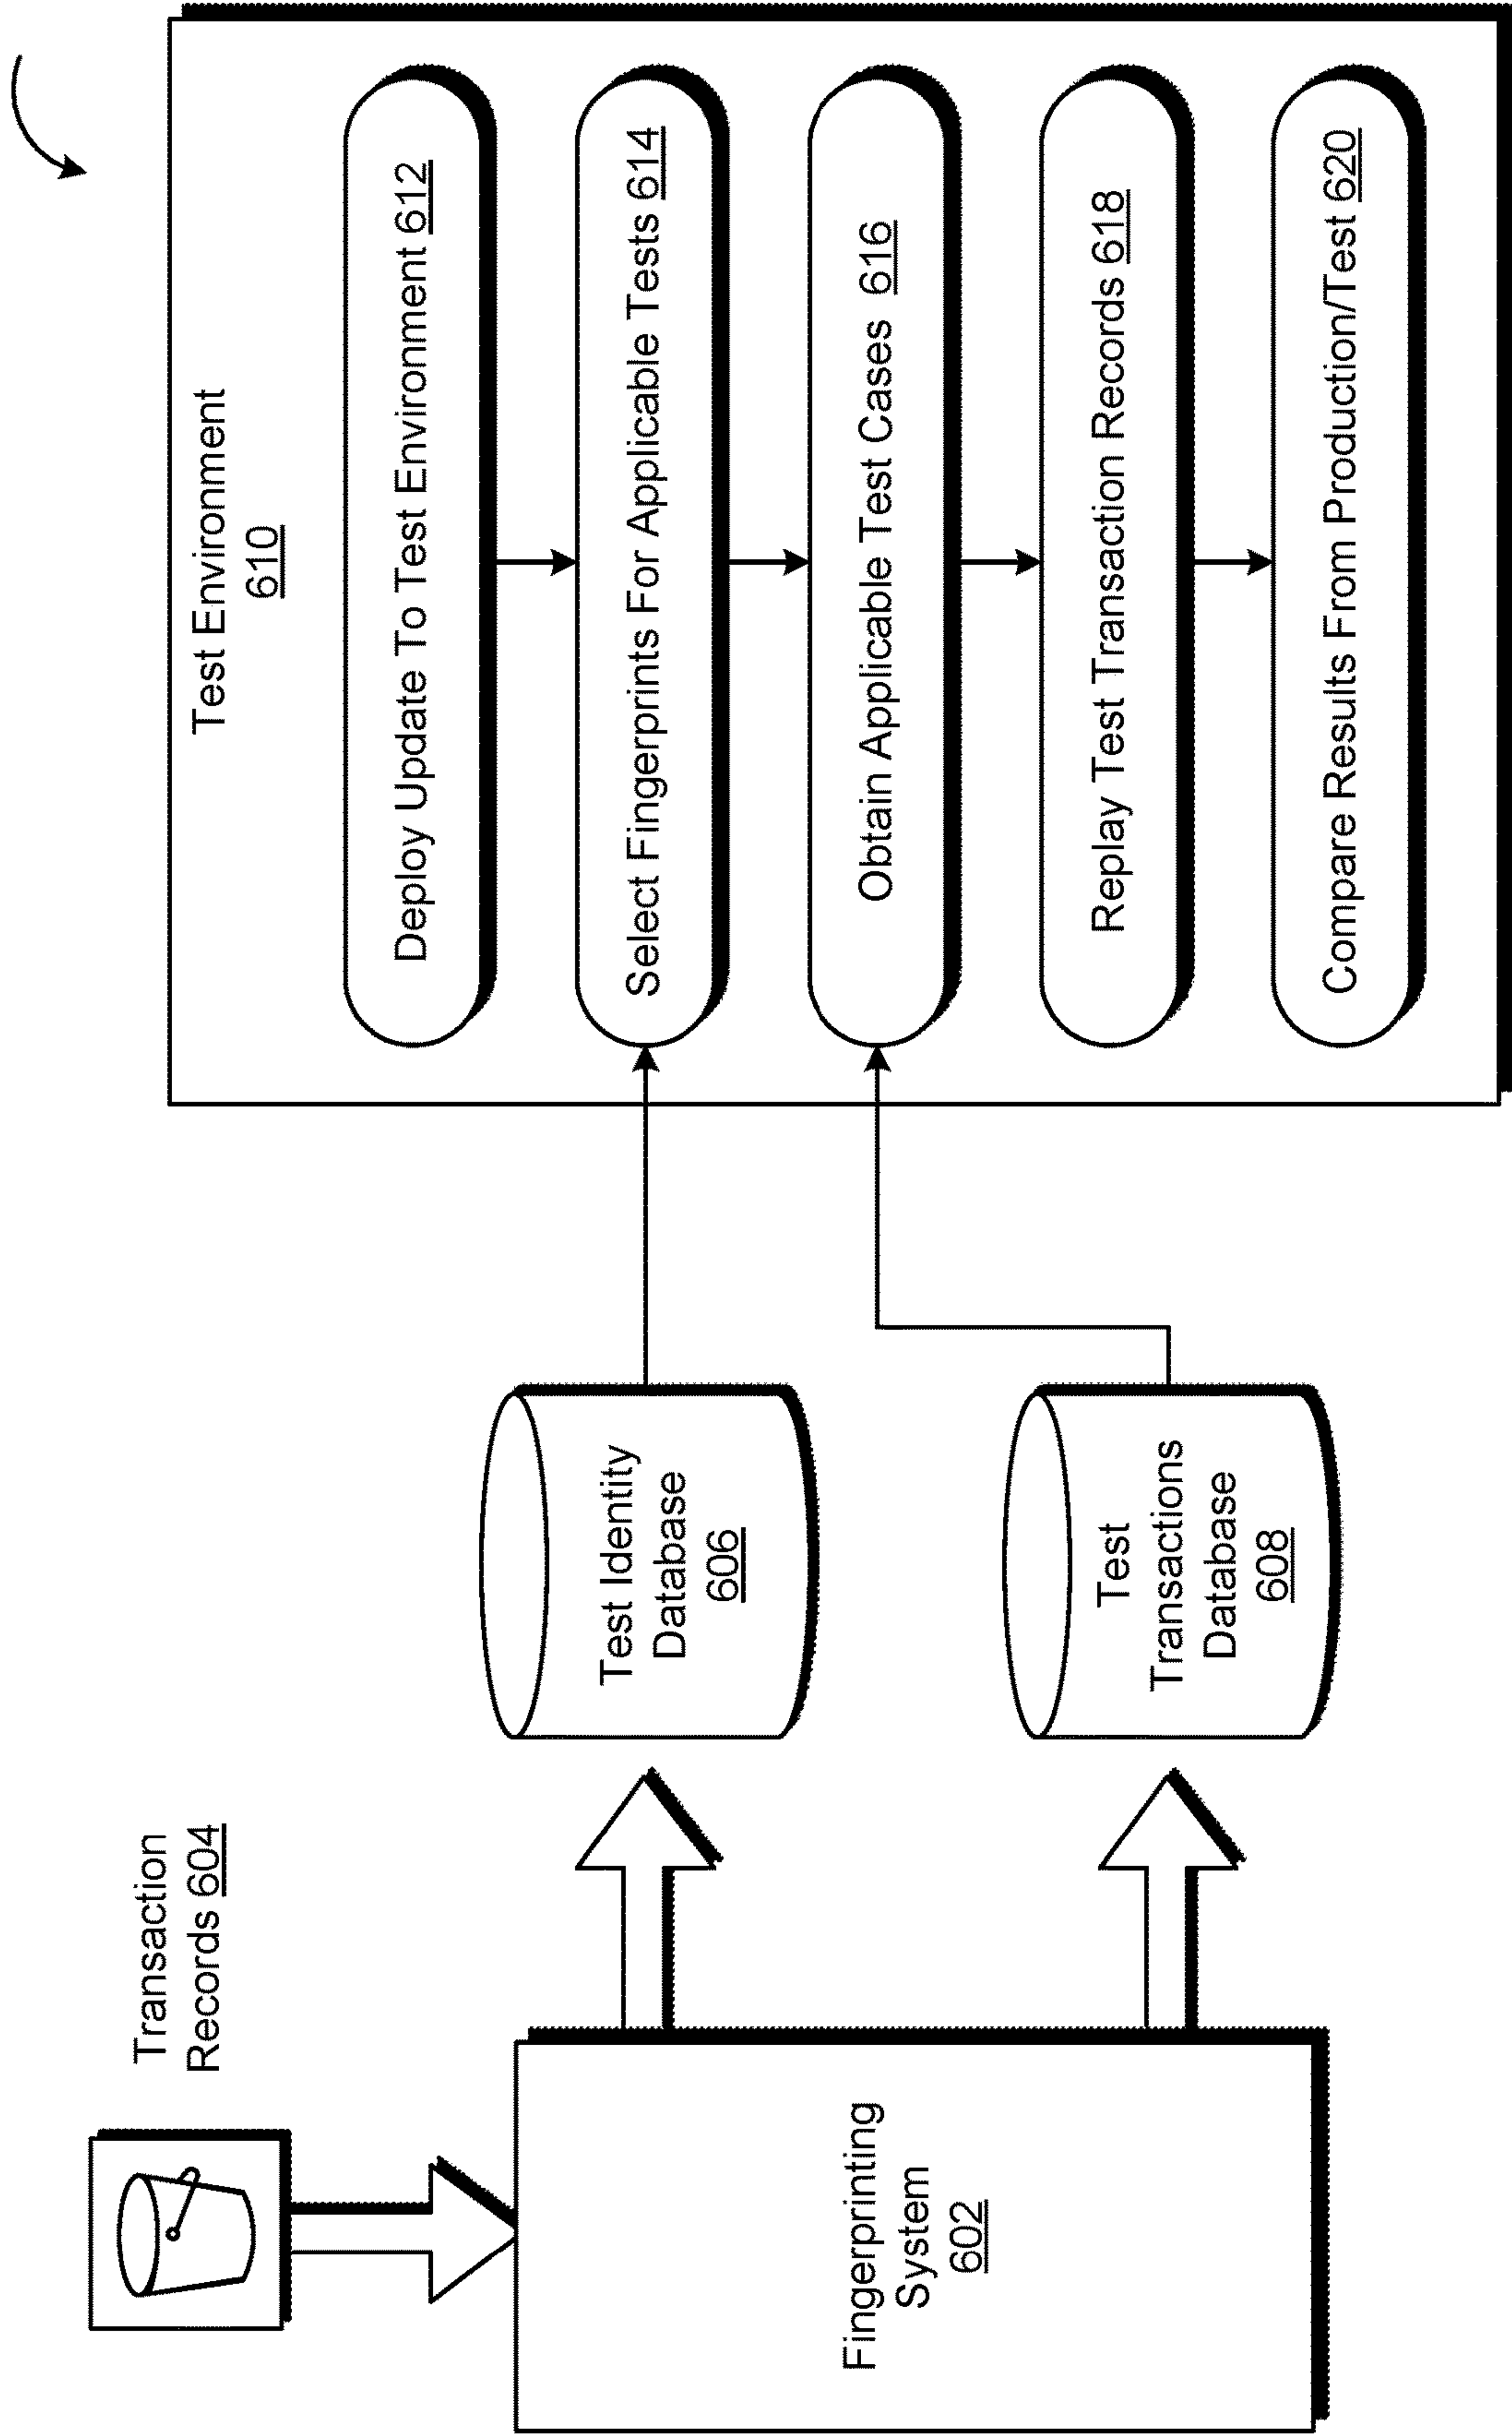 Transaction
Records 604
Fingerprinting
System
602
Test Identity
Database
606
Test
Transactions
Database
608
Test Environment
610
Deploy Update To Test Environment 612
Select Fingerprints For Applicable Tests 614
Obtain Applicable Test Cases 616
Replay Test Transaction Records 618
Compare Results From Production/Test 620